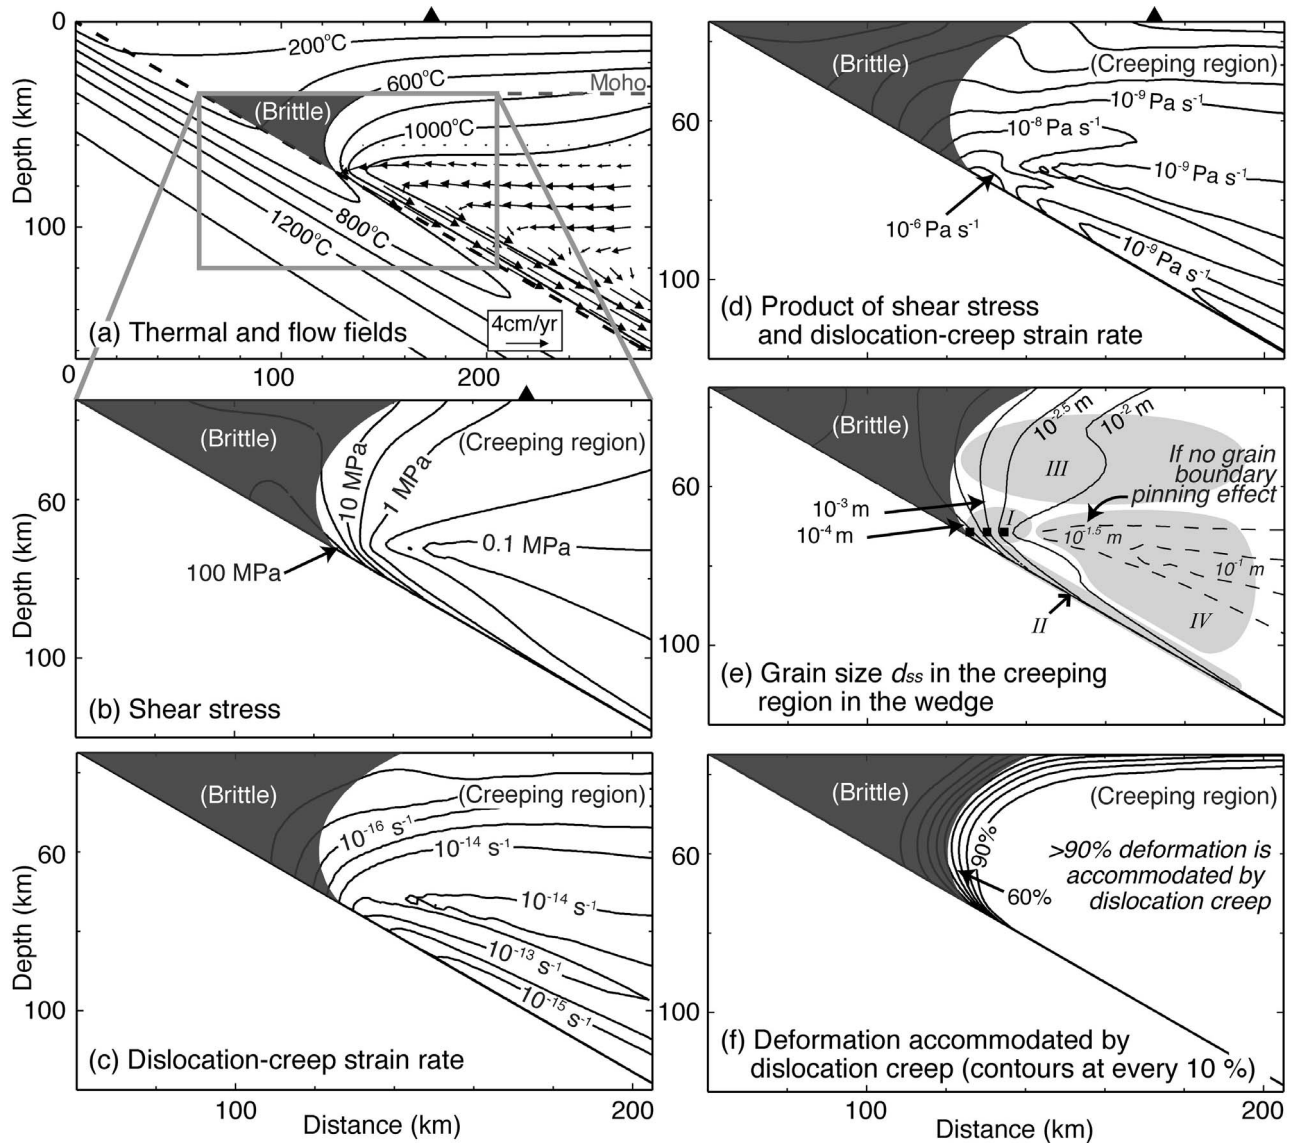 0
Depth (km)
100
200°C
600°C
Moho
(Brittle)
1000°C
800°C
1200°C
(a) Thermal and flow fields
4cm/yr
0
100
200
(Brittle)
(Creeping region)
10 MPa
1 MPa
0.1 MPa
100 MPa
60
Depth (km)
100
(b) Shear stress
(Brittle)
(Creeping region)
10⁻¹⁶ s⁻¹
10⁻¹⁴ s⁻¹
10⁻¹⁴ s⁻¹
10⁻¹³ s⁻¹
10⁻¹⁵ s⁻¹
60
Depth (km)
100
(c) Dislocation-creep strain rate
100
200
Distance (km)
(Brittle)
(Creeping region)
10⁻⁹ Pa s⁻¹
10⁻⁸ Pa s⁻¹
10⁻⁹ Pa s⁻¹
10⁻⁶ Pa s⁻¹
10⁻⁹ Pa s⁻¹
60
100
(d) Product of shear stress
and dislocation-creep strain rate
(Brittle)
10⁻²·⁵ m
10⁻² m
III
If no grain
boundary
pinning effect
10⁻³ m
10⁻⁴ m
I
10⁻¹·⁵ m
10⁻¹ m
II
IV
60
100
(e) Grain size dss in the creeping
region in the wedge
(Brittle)
(Creeping region)
90%
60%
>90% deformation is
accommodated by
dislocation creep
60
100
(f) Deformation accommodated by
dislocation creep (contours at every 10 %)
100
200
Distance (km)